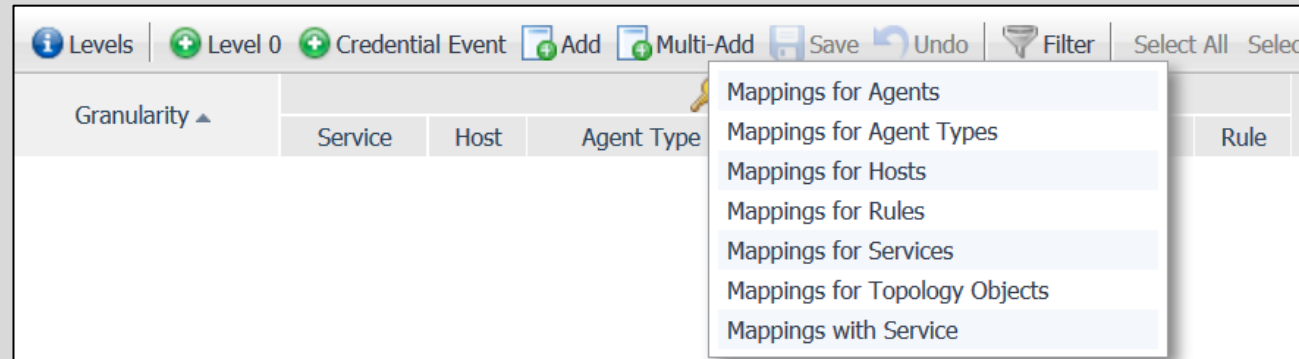 Levels Level 0 Credential Event Add Multi-Add Save Undo Filter Select All
Granularity
Service Host Agent Type Rule
Mappings for Agents
Mappings for Agent Types
Mappings for Hosts
Mappings for Rules
Mappings for Services
Mappings for Topology Objects
Mappings with Service